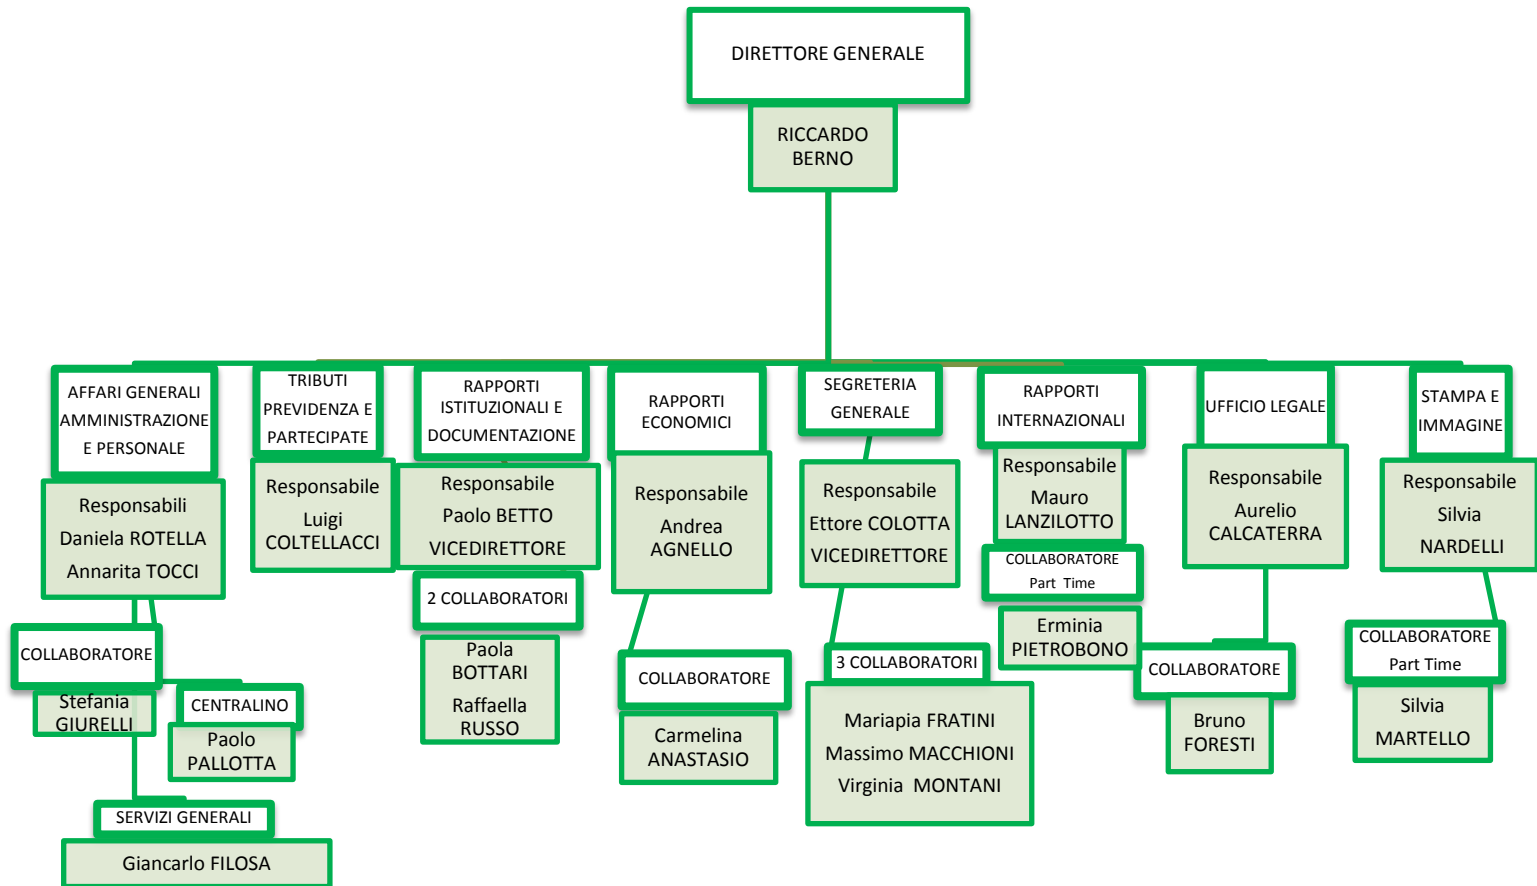 DIRETTORE GENERALE
RICCARDO
BERNO
AFFARI GENERALI
AMMINISTRAZIONE
E PERSONALE
Responsabili
Daniela ROTELLA
Annarita TOCCI
COLLABORATORE
Stefania
GIURELLI
CENTRALINO
Paolo
PALLOTTA
SERVIZI GENERALI
Giancarlo FILOSA
TRIBUTI
PREVIDENZA E
PARTECIPATE
Responsabile
Luigi
COLTELLACCI
RAPPORTI
ISTITUZIONALI E
DOCUMENTAZIONE
Responsabile
Paolo BETTO
VICEDIRETTORE
2 COLLABORATORI
Paola
BOTTARI
Raffaella
RUSSO
RAPPORTI
ECONOMICI
Responsabile
Andrea
AGNELLO
COLLABORATORE
Carmelina
ANASTASIO
SEGRETERIA
GENERALE
Responsabile
Ettore COLOTTA
VICEDIRETTORE
3 COLLABORATORI
Mariapia FRATINI
Massimo MACCHIONI
Virginia MONTANI
RAPPORTI
INTERNAZIONALI
Responsabile
Mauro
LANZILOTTO
COLLABORATORE
Part Time
Erminia
PIETROBONO
UFFICIO LEGALE
Responsabile
Aurelio
CALCATERRA
COLLABORATORE
Bruno
FORESTI
STAMPA E
IMMAGINE
Responsabile
Silvia
NARDELLI
COLLABORATORE
Part Time
Silvia
MARTELLO